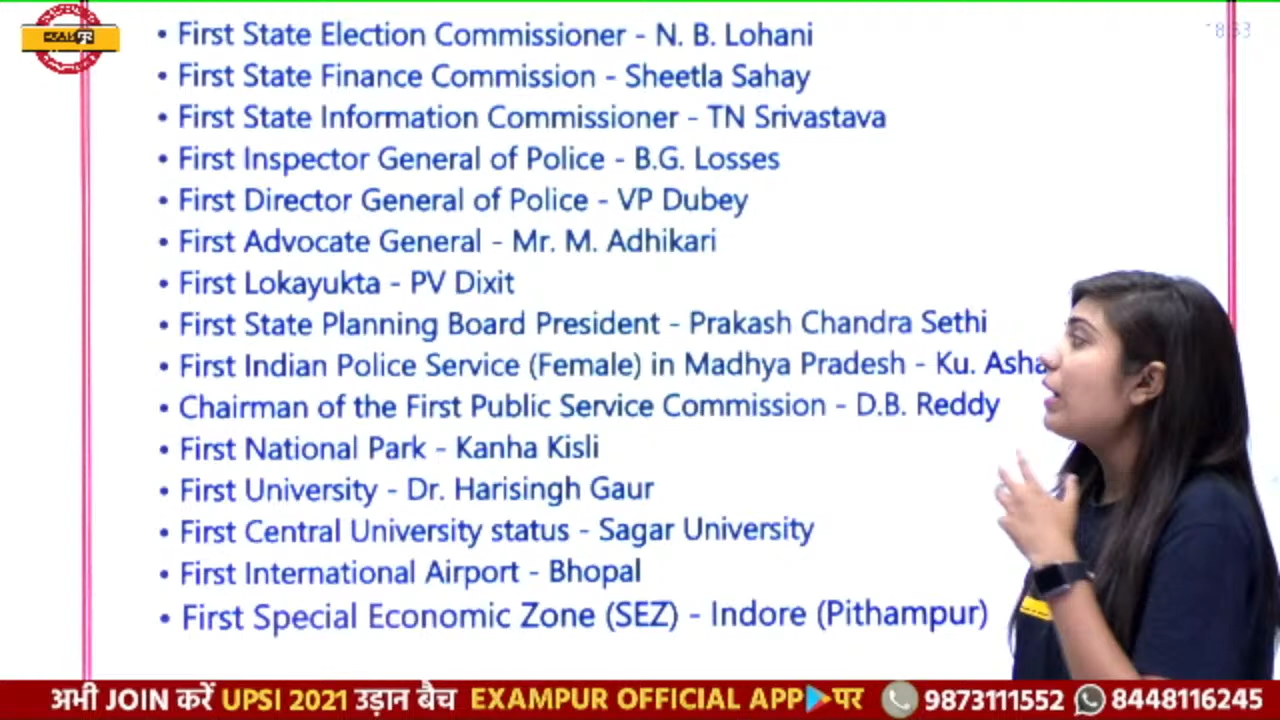 EXAMपुर
• First State Election Commissioner - N. B. Lohani
• First State Finance Commission - Sheetla Sahay
• First State Information Commissioner - TN Srivastava
• First Inspector General of Police - B.G. Losses
• First Director General of Police - VP Dubey
• First Advocate General - Mr. M. Adhikari
• First Lokayukta - PV Dixit
• First State Planning Board President - Prakash Chandra Sethi
• First Indian Police Service (Female) in Madhya Pradesh - Ku. Asha
• Chairman of the First Public Service Commission - D.B. Reddy
• First National Park - Kanha Kisli
• First University - Dr. Harisingh Gaur
• First Central University status - Sagar University
• First International Airport - Bhopal
• First Special Economic Zone (SEZ) - Indore (Pithampur)
अभी JOIN करें UPSI 2021 उड़ान बैच EXAMPUR OFFICIAL APP पर 9873111552 8448116245